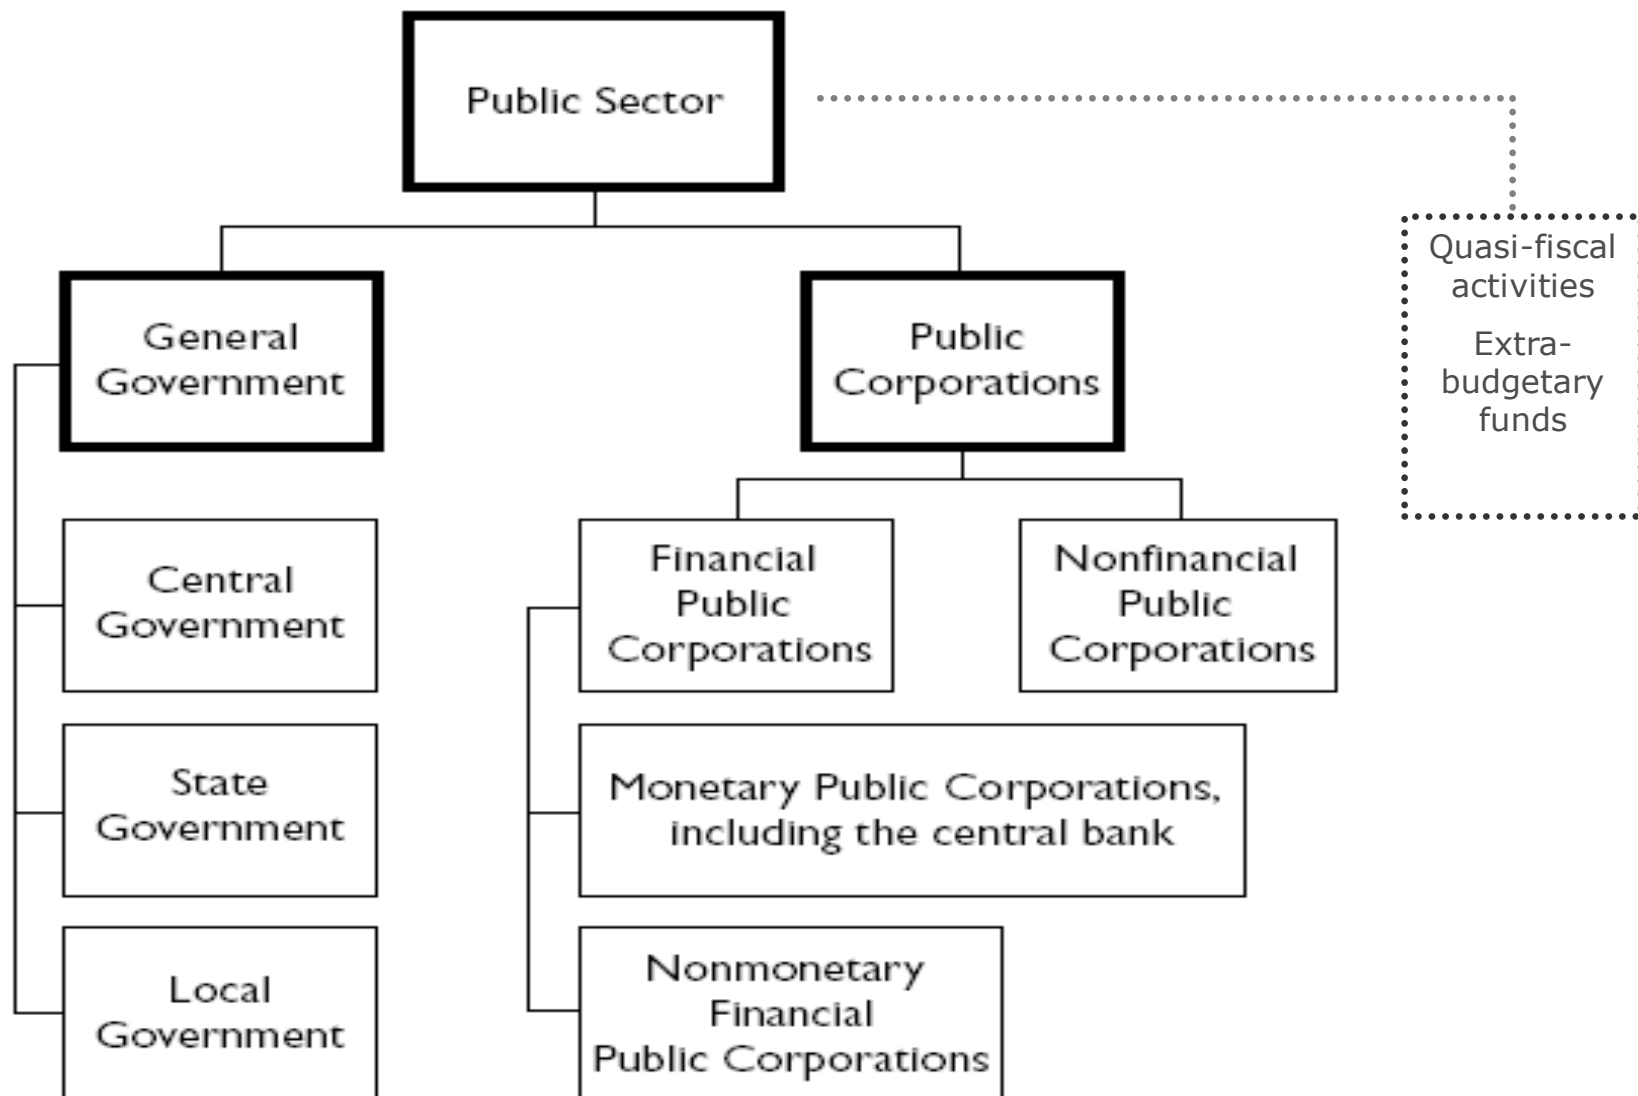 Public Sector
Quasi-fiscal
activities
Extra-
budgetary
funds
General
Government
Public
Corporations
Central
Government
Financial
Public
Corporations
Nonfinancial
Public
Corporations
State
Government
Monetary Public Corporations,
including the central bank
Local
Government
Nonmonetary
Financial
Public Corporations